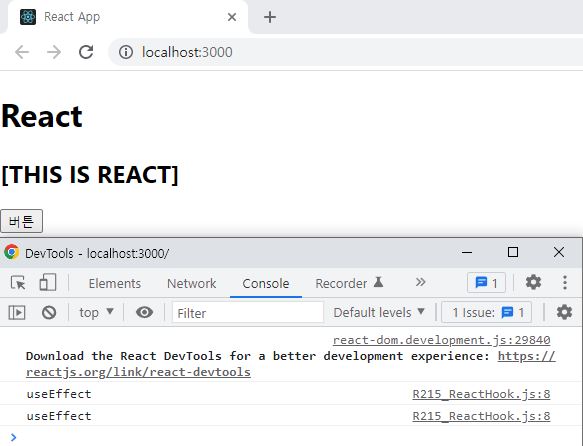 React App
localhost:3000
React
[THIS IS REACT]
버튼
DevTools - localhost:3000/
Elements Network Console Recorder » 1
top Filter Default levels 1 Issue: 1
react-dom.development.js:29840
Download the React DevTools for a better development experience: https://
reactjs.org/link/react-devtools
useEffect R215_ReactHook.js:8
useEffect R215_ReactHook.js:8